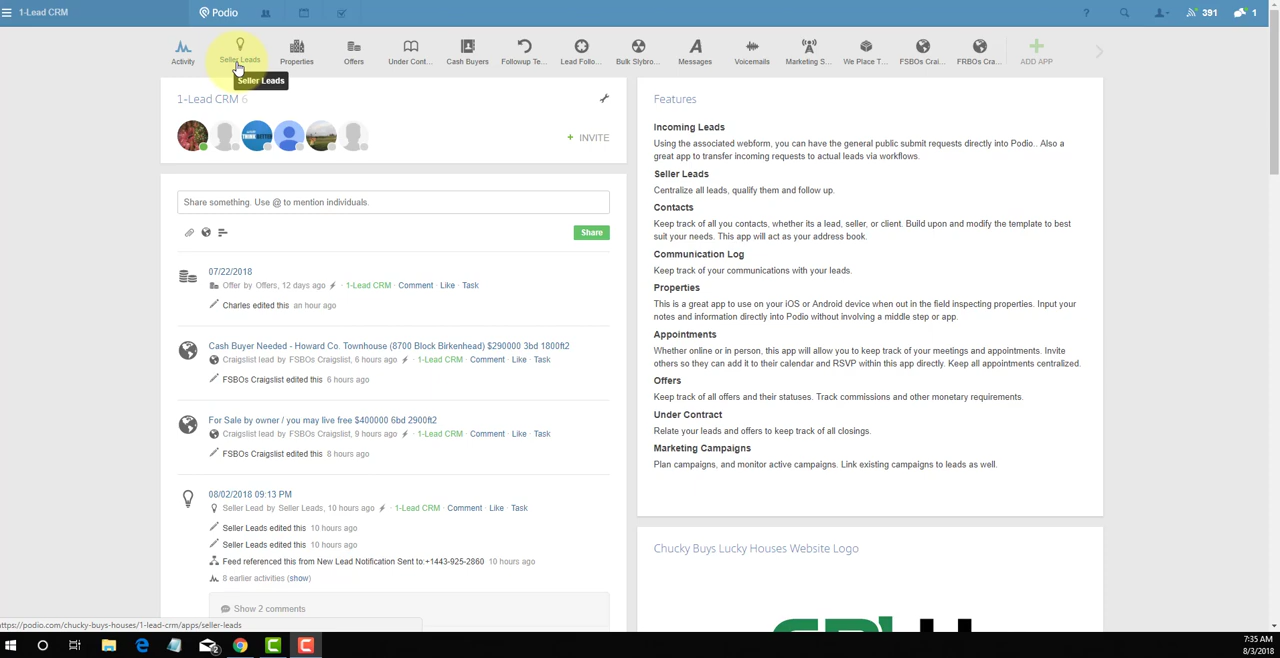 1-Lead CRM
Podio
?
391
1
Activity
Seller Leads
Properties
Offers
Under Cont...
Cash Buyers
Followup Te...
Lead Follo...
Bulk Slybro...
Messages
Voicemails
Marketing S...
We Place T...
FSBOs Crai...
FRBOs Cra...
ADD APP
Seller Leads
1-Lead CRM 6
+ INVITE
Share something. Use @ to mention individuals.
Share
07/22/2018
Offer by Offers, 12 days ago · 1-Lead CRM · Comment · Like · Task
Charles edited this an hour ago
Cash Buyer Needed - Howard Co. Townhouse (8700 Block Birkenhead) $290000 3bd 1800ft2
Craigslist lead by FSBOs Craigslist, 6 hours ago · 1-Lead CRM · Comment · Like · Task
FSBOs Craigslist edited this 6 hours ago
For Sale by owner / you may live free $400000 6bd 2900ft2
Craigslist lead by FSBOs Craigslist, 9 hours ago · 1-Lead CRM · Comment · Like · Task
FSBOs Craigslist edited this 8 hours ago
08/02/2018 09:13 PM
Seller Lead by Seller Leads, 10 hours ago · 1-Lead CRM · Comment · Like · Task
Seller Leads edited this 10 hours ago
Seller Leads edited this 10 hours ago
Feed referenced this from New Lead Notification Sent to:+1443-925-2860 10 hours ago
8 earlier activities (show)
Show 2 comments
Features
Incoming Leads
Using the associated webform, you can have the general public submit requests directly into Podio.. Also a
great app to transfer incoming requests to actual leads via workflows.
Seller Leads
Centralize all leads, qualify them and follow up.
Contacts
Keep track of all you contacts, whether its a lead, seller, or client. Build upon and modify the template to best
suit your needs. This app will act as your address book.
Communication Log
Keep track of your communications with your leads.
Properties
This is a great app to use on your iOS or Android device when out in the field inspecting properties. Input your
notes and information directly into Podio without involving a middle step or app.
Appointments
Whether online or in person, this app will allow you to keep track of your meetings and appointments. Invite
others so they can add it to their calendar and RSVP within this app directly. Keep all appointments centralized.
Offers
Keep track of all offers and their statuses. Track commissions and other monetary requirements.
Under Contract
Relate your leads and offers to keep track of all closings.
Marketing Campaigns
Plan campaigns, and monitor active campaigns. Link existing campaigns to leads as well.
Chucky Buys Lucky Houses Website Logo
https://podio.com/chucky-buys-houses/1-lead-crm/apps/seller-leads
7:35 AM
8/3/2018